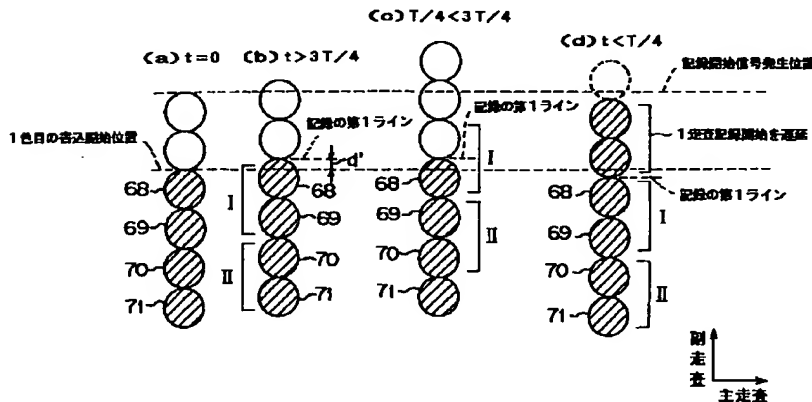 (c) T/4<3T/4
(a) t=0
(b) t>3T/4
(d) t<T/4
記録開始信号発生位置
記録の第1ライン
記録の第1ライン
1色目の書込開始位置
1走査記録開始を遅延
d'
I
68
68
68
I
68
記録の第1ライン
I
69
69
69
69
II
70
II
70
70
70
II
71
71
71
71
副走査
主走査